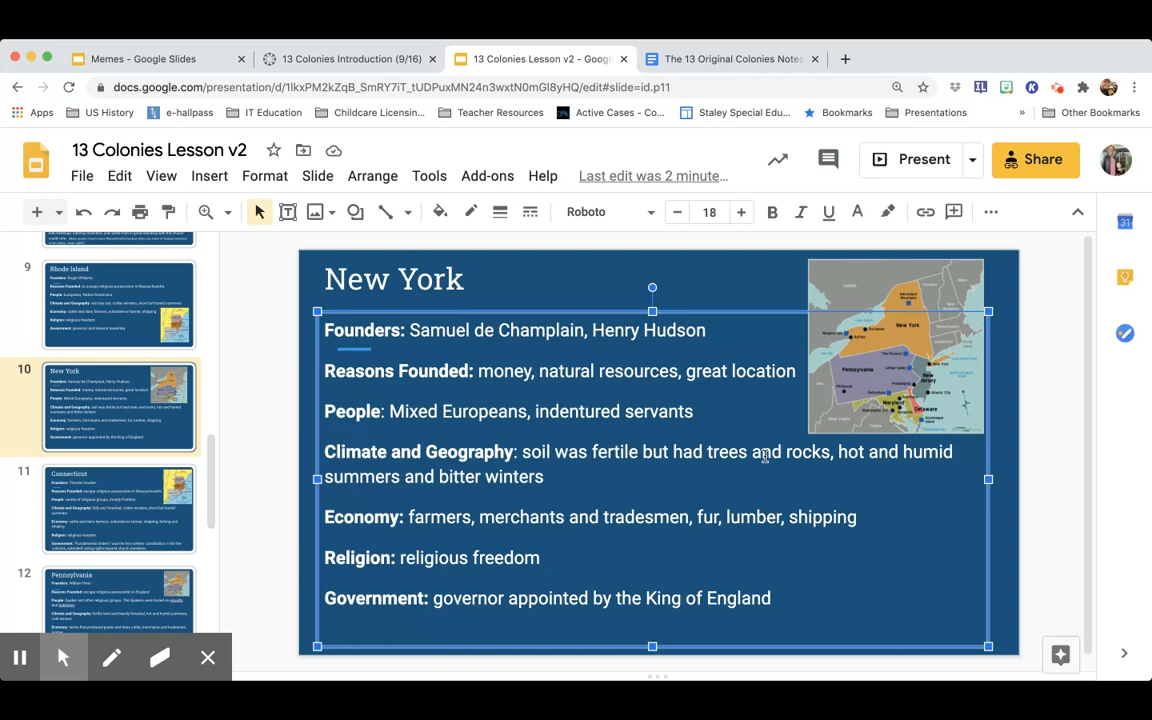 Memes - Google Slides
13 Colonies Introduction (9/16)
13 Colonies Lesson v2 - Goog
The 13 Original Colonies Notes
docs.google.com/presentation/d/1lkxPM2kZqB_SmRY7iT_tUDPuxMN24n3wxtN0mGl8yHQ/edit#slide=id.p11
Apps
US History
e-hallpass
IT Education
Childcare Licensin...
Teacher Resources
Active Cases - Co...
Staley Special Edu...
Bookmarks
Presentations
»
Other Bookmarks
13 Colonies Lesson v2
File Edit View Insert Format Slide Arrange Tools Add-ons Help Last edit was 2 minute...
Present
Share
Roboto
18
31
9
Rhode Island
10
New York
11
Connecticut
12
Pennsylvania
New York
Founders: Samuel de Champlain, Henry Hudson
Reasons Founded: money, natural resources, great location
People: Mixed Europeans, indentured servants
Climate and Geography: soil was fertile but had trees and rocks, hot and humid
summers and bitter winters
Economy: farmers, merchants and tradesmen, fur, lumber, shipping
Religion: religious freedom
Government: governor appointed by the King of England
New York
Pennsylvania
New
Jersey
Maryland
Delaware